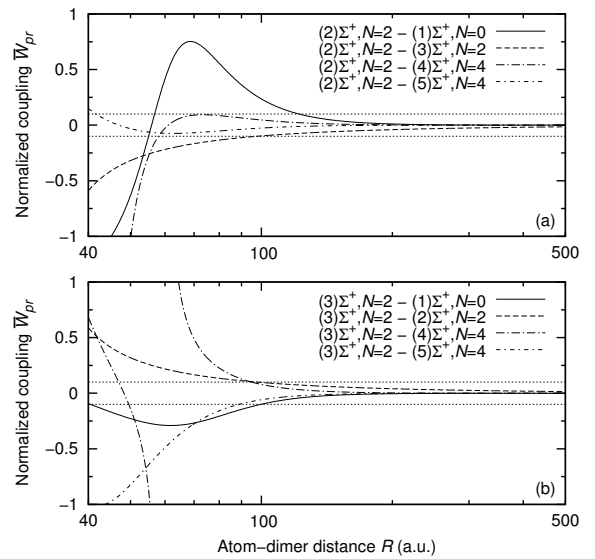 1
(2)Σ⁺,N=2 − (1)Σ⁺,N=0
(2)Σ⁺,N=2 − (3)Σ⁺,N=2
(2)Σ⁺,N=2 − (4)Σ⁺,N=4
(2)Σ⁺,N=2 − (5)Σ⁺,N=4
0.5
0
−0.5
−1
Normalized coupling W̅pr
(a)
40
100
500
1
(3)Σ⁺,N=2 − (1)Σ⁺,N=0
(3)Σ⁺,N=2 − (2)Σ⁺,N=2
(3)Σ⁺,N=2 − (4)Σ⁺,N=4
(3)Σ⁺,N=2 − (5)Σ⁺,N=4
0.5
0
−0.5
−1
Normalized coupling W̅pr
(b)
40
100
500
Atom−dimer distance R (a.u.)